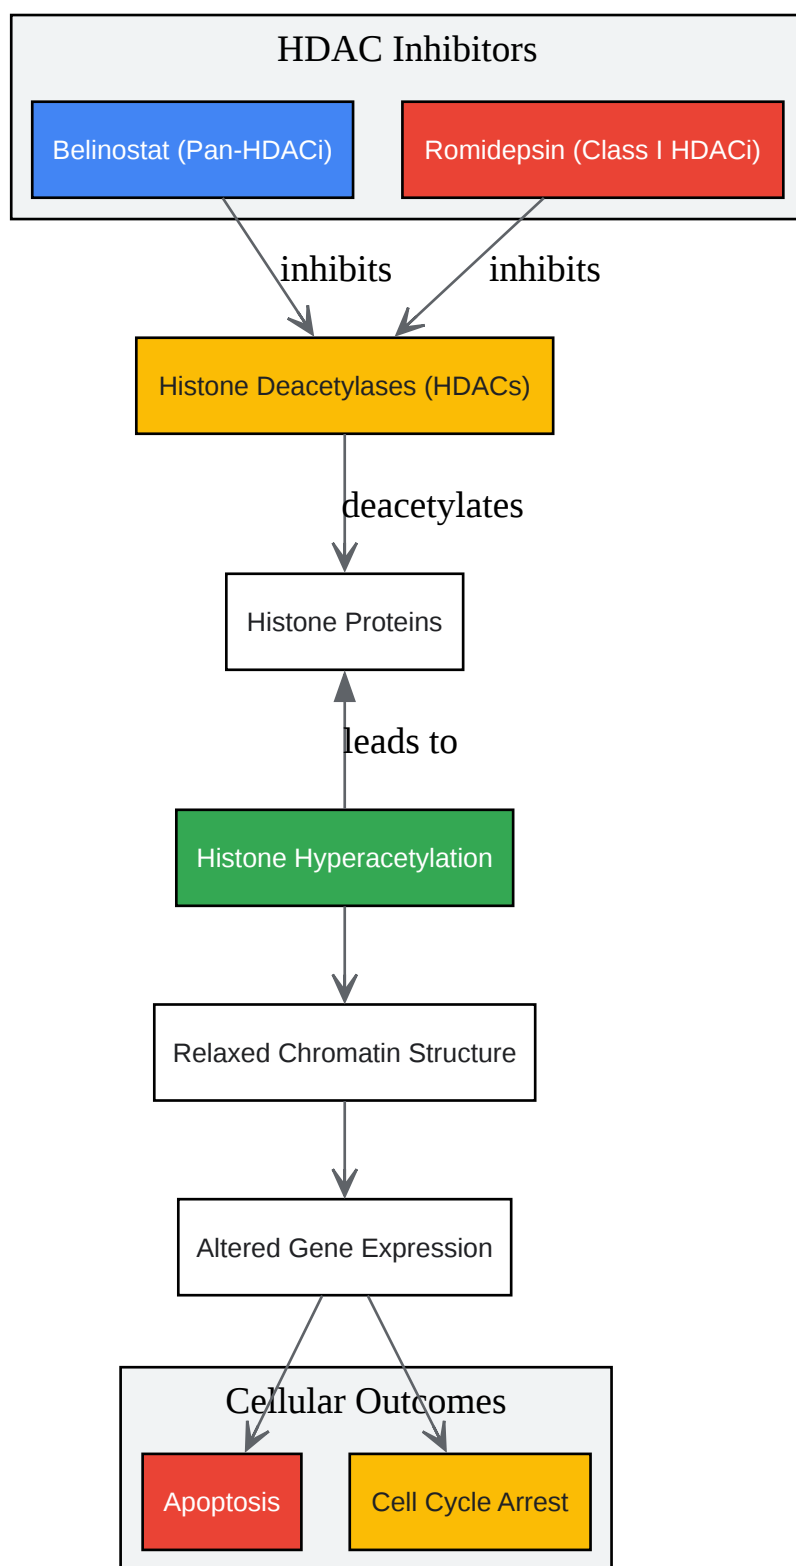 HDAC Inhibitors
Belinostat (Pan-HDACi)
Romidepsin (Class I HDACi)
inhibits
inhibits
Histone Deacetylases (HDACs)
deacetylates
Histone Proteins
leads to
Histone Hyperacetylation
Relaxed Chromatin Structure
Altered Gene Expression
Cellular Outcomes
Apoptosis
Cell Cycle Arrest